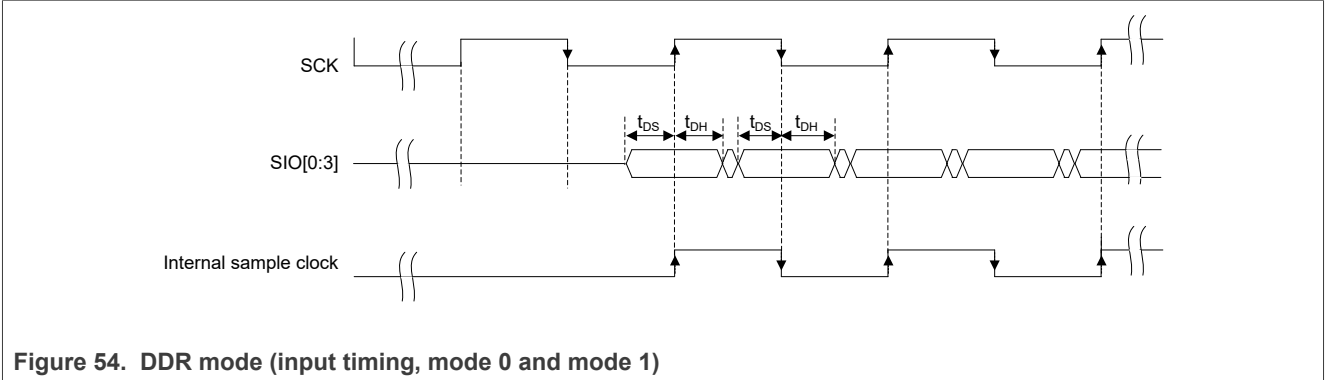 SCK
tDS tDH tDS tDH
SIO[0:3]
Internal sample clock
Figure 54. DDR mode (input timing, mode 0 and mode 1)